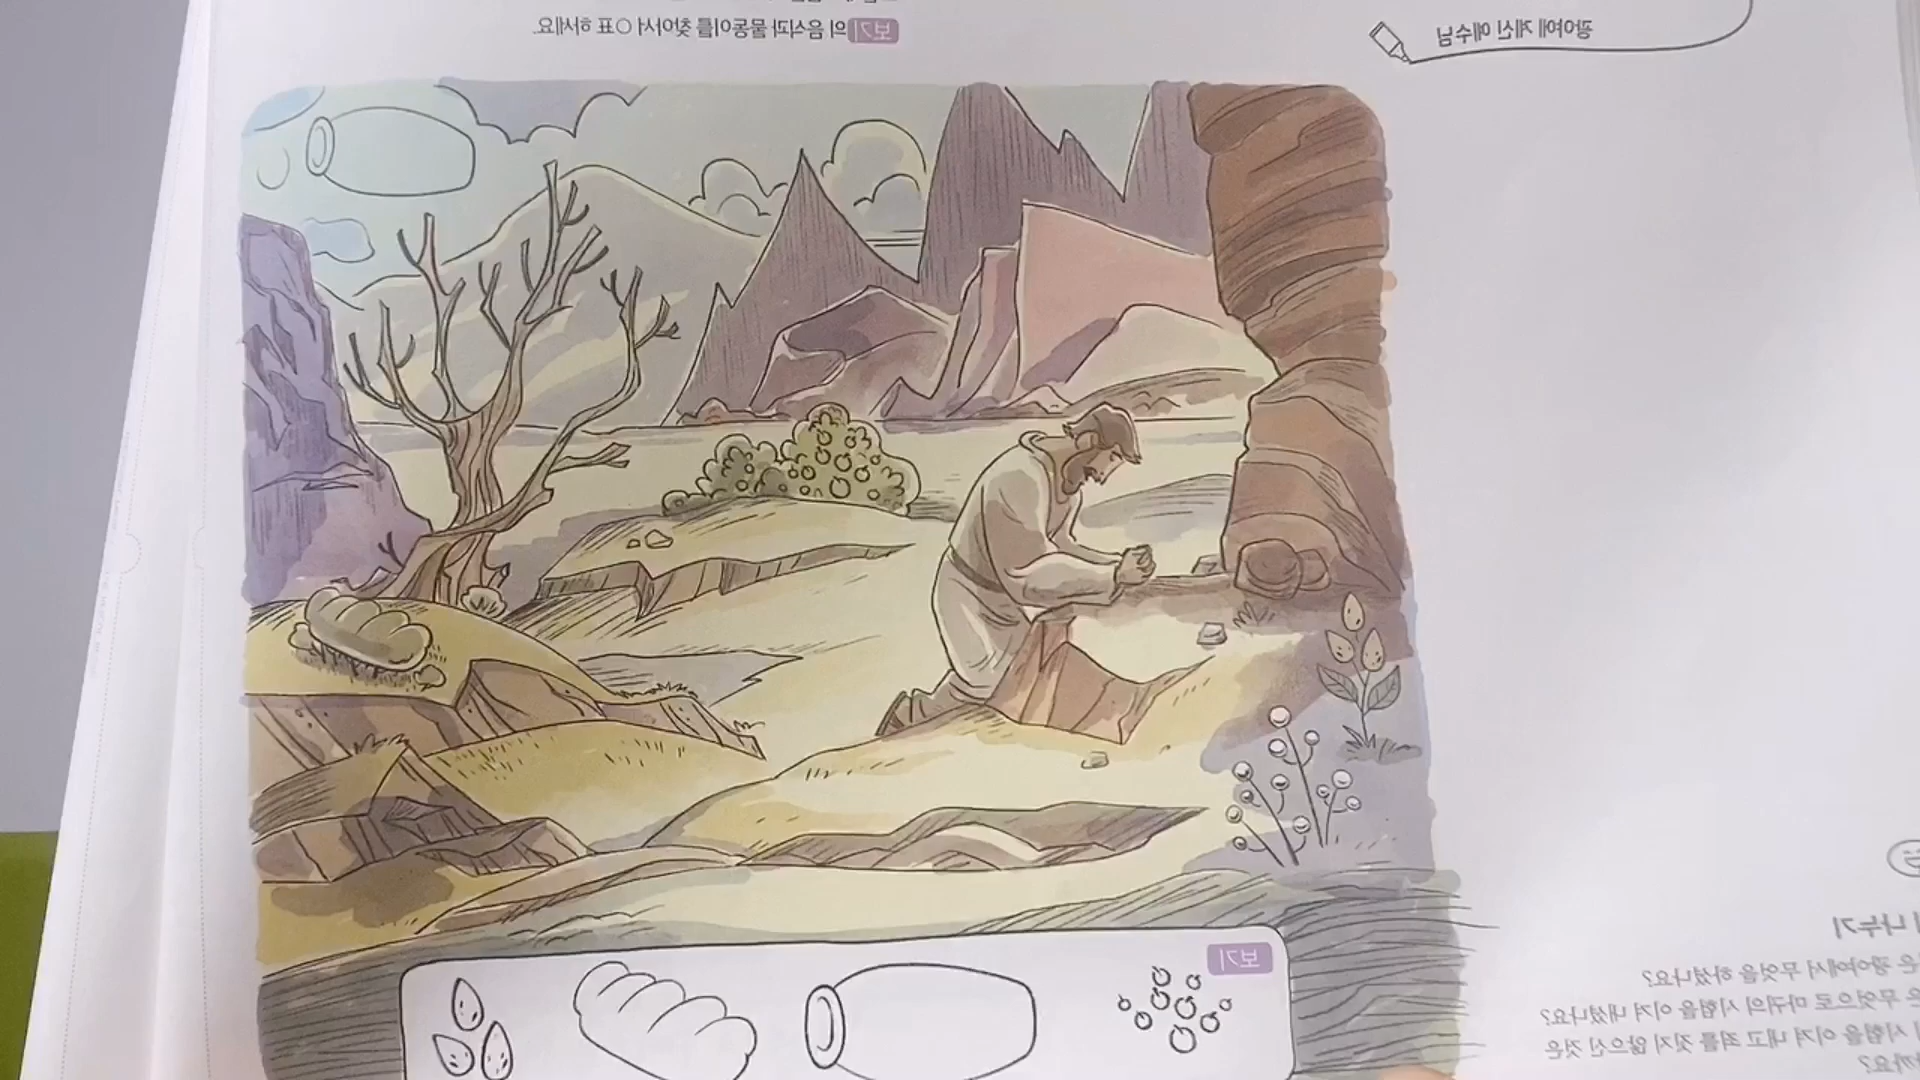 보기 의 음식과 물동이를 찾아서 ○표 하세요.
광야에 계신 예수님
보기
나누기
은 광야에서 무엇을 하셨나요?
은 무엇으로 마귀의 시험을 이겨 내셨나요?
시험을 이겨 내고 죄를 짓지 않으신 것은
까요?